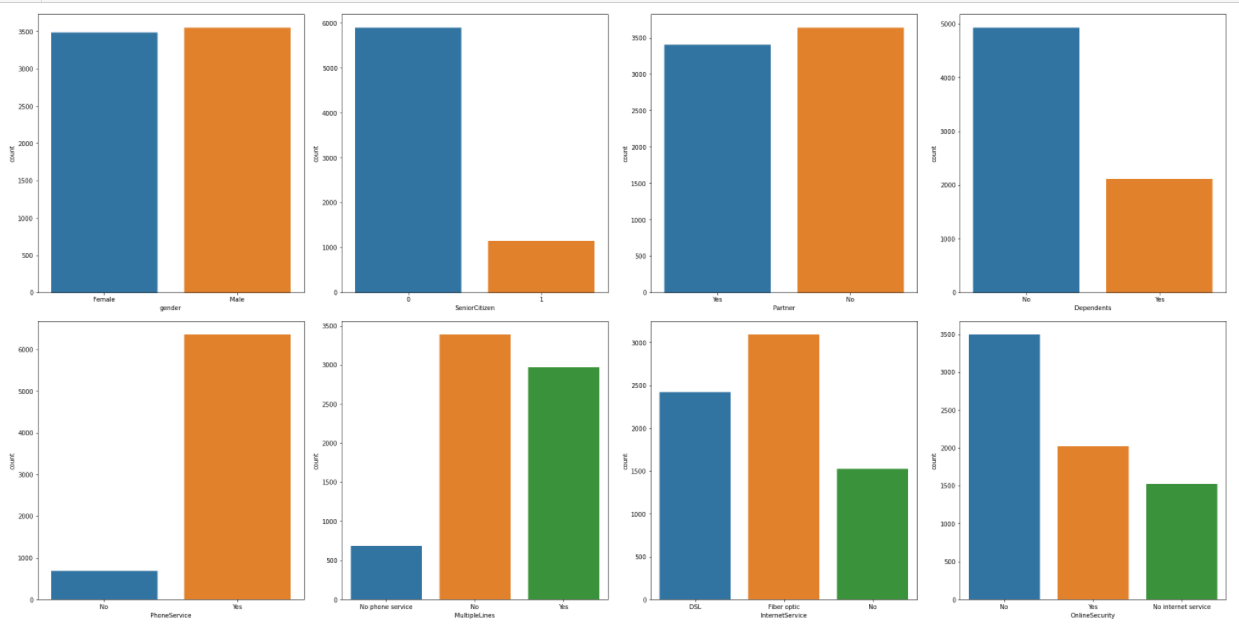 3500
3000
2500
2000
1500
1000
500
0
count
Female Male
gender
6000
5000
4000
3000
2000
1000
0
count
0 1
SeniorCitizen
3500
3000
2500
2000
1500
1000
500
0
count
Yes No
Partner
5000
4000
3000
2000
1000
0
count
No Yes
Dependents
6000
5000
4000
3000
2000
1000
0
count
No Yes
PhoneService
3500
3000
2500
2000
1500
1000
500
0
count
No phone service No Yes
MultipleLines
3000
2500
2000
1500
1000
500
0
count
DSL Fiber optic No
InternetService
3500
3000
2500
2000
1500
1000
500
0
count
No Yes No internet service
OnlineSecurity